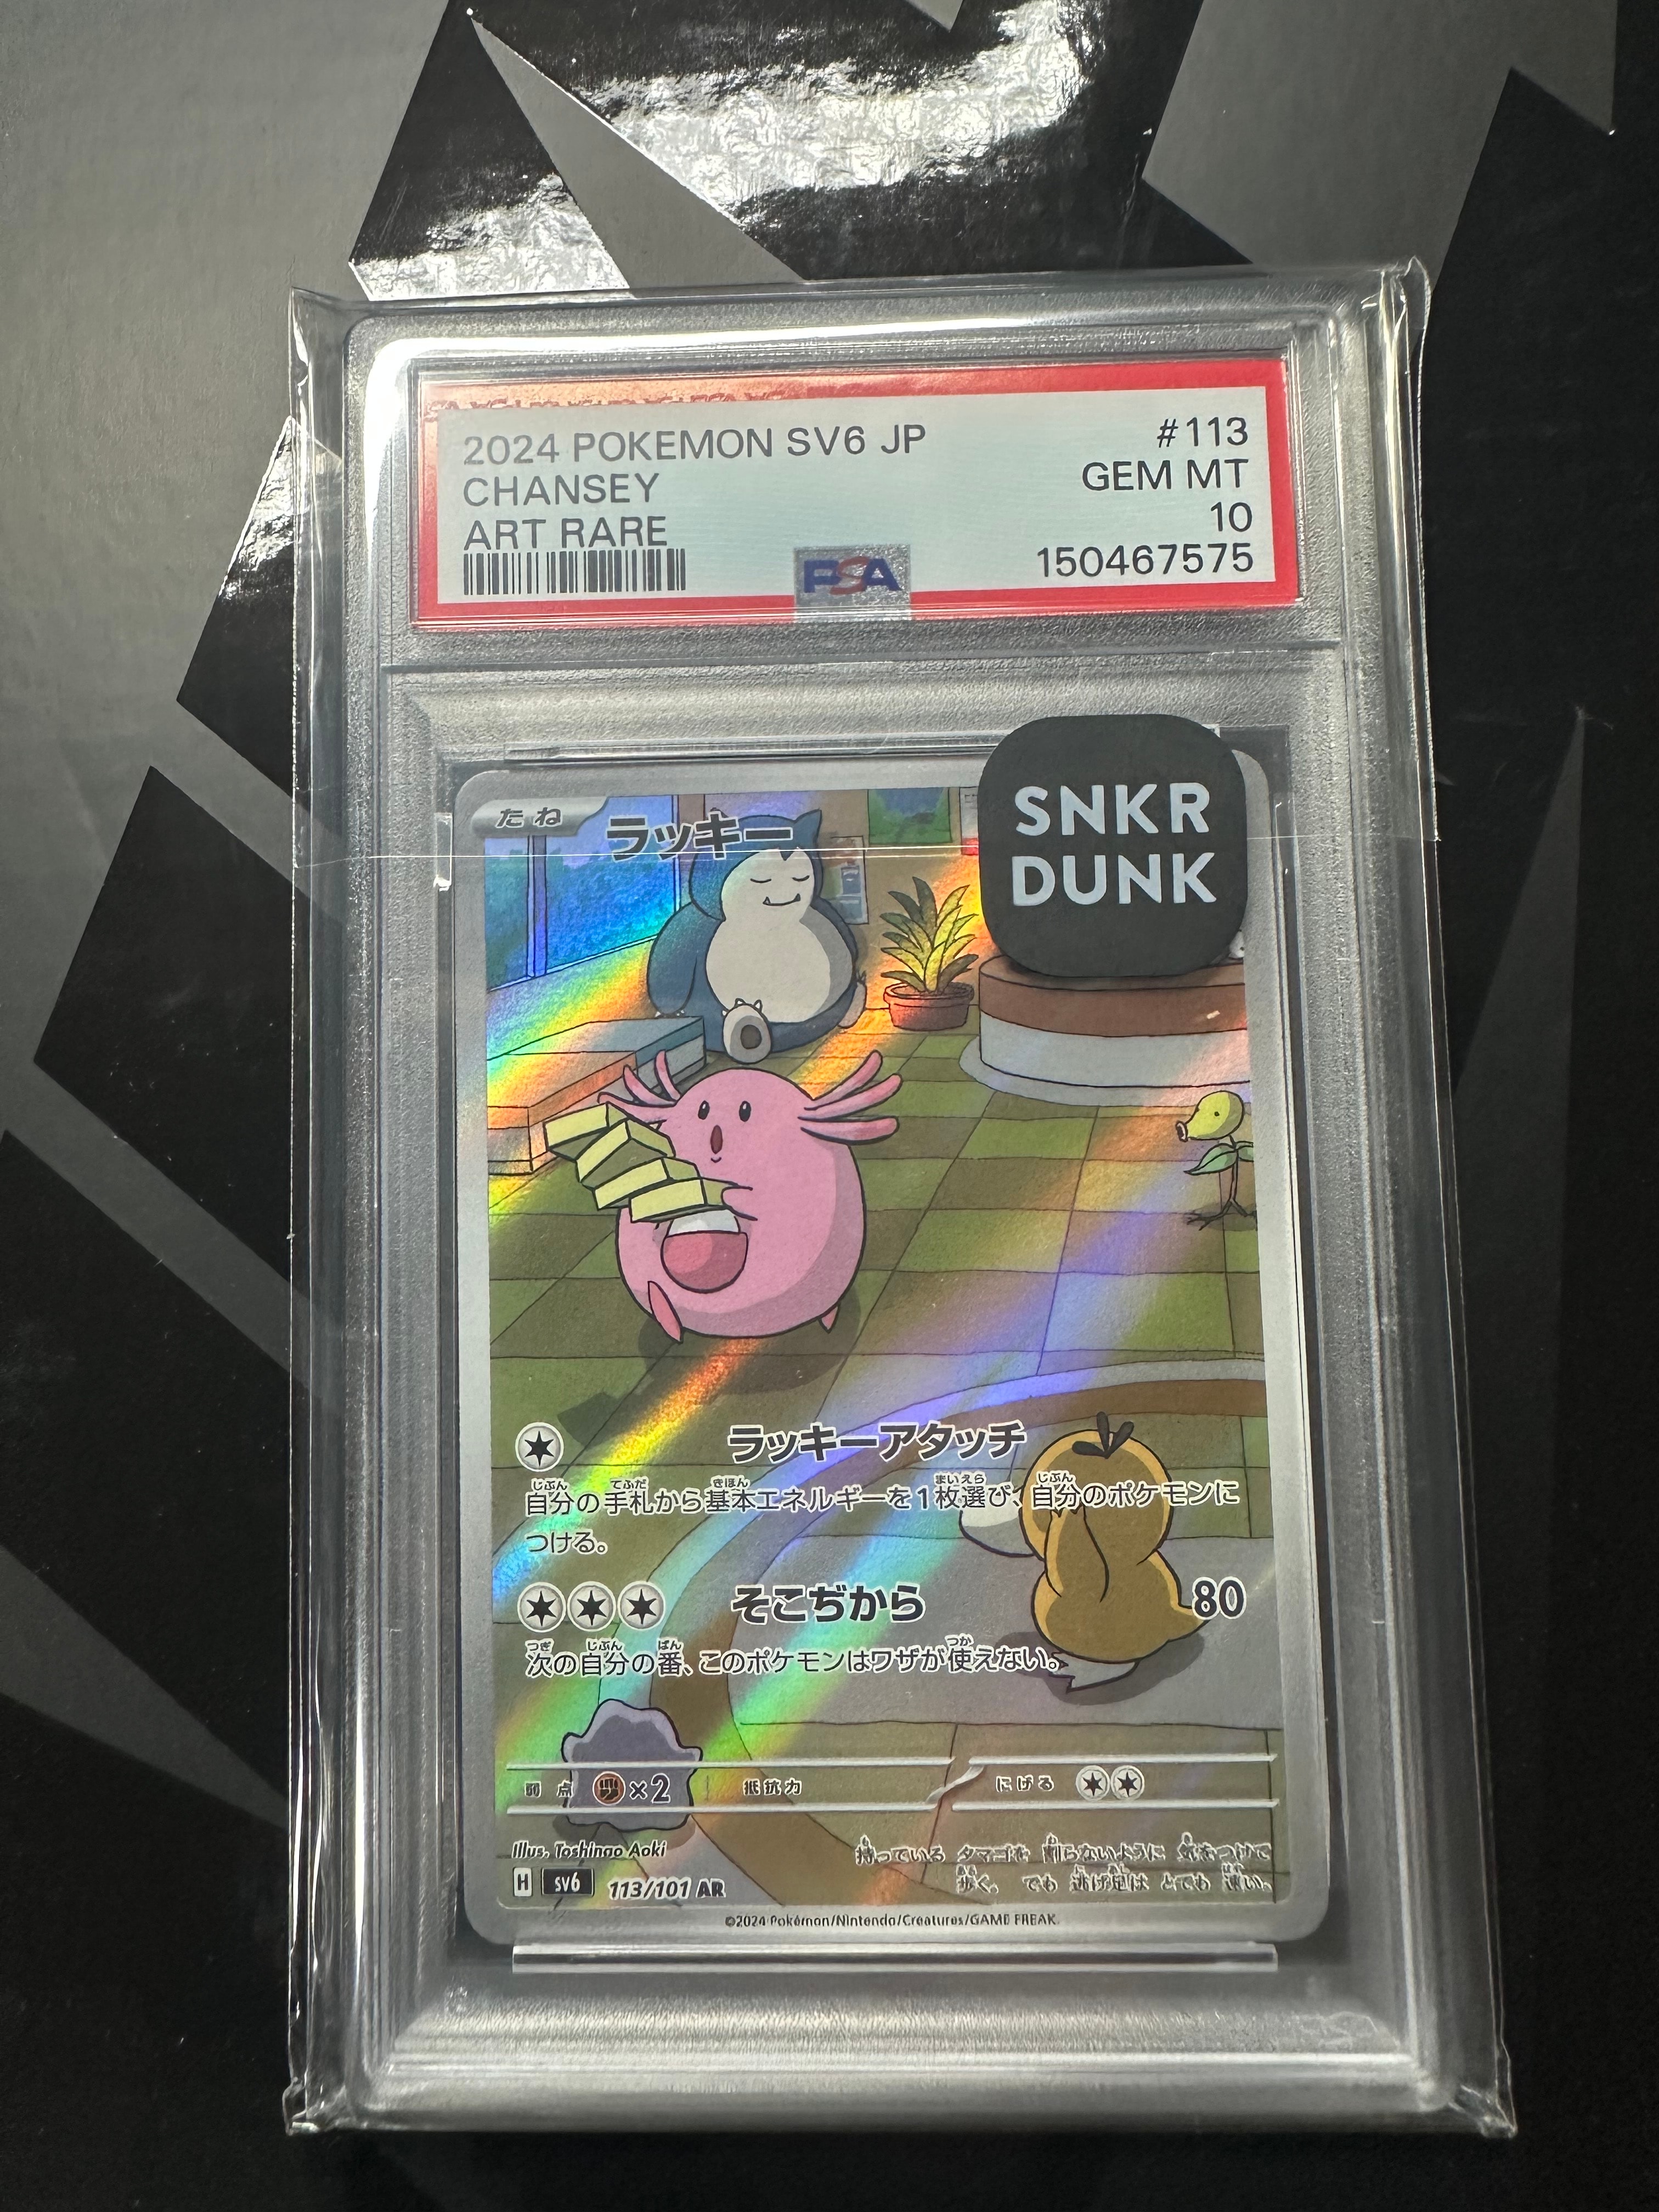 2024 POKEMON SV6 JP #113
CHANSEY GEM MT
ART RARE 10
PSA 150467575
SNKR
DUNK
たね ラッキー
ラッキーアタッチ
自分の手札から基本エネルギーを1枚選び、自分のポケモンに
つける。
そこぢから 80
次の自分の番、このポケモンはワザが使えない。
弱点 ×2 抵抗力 にげる
Illus. Toshinao Aoki
持っている タマゴを 割らないように 気をつけて
歩く。 でも 逃げ足は とても 速い。
H SV6 113/101 AR
©2024 Pokémon/Nintendo/Creatures/GAME FREAK.